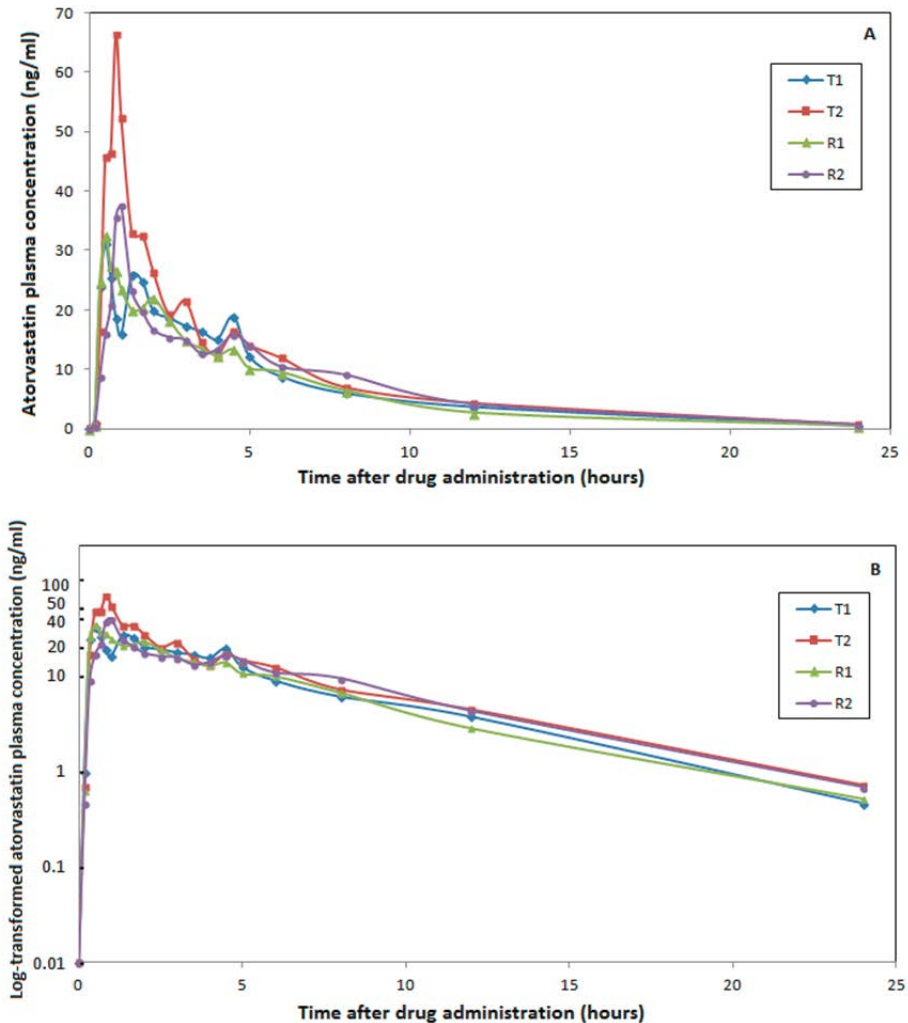 A
Atorvastatin plasma concentration (ng/ml)
70
60
50
40
30
20
10
0
T1
T2
R1
R2
0 5 10 15 20 25
Time after drug administration (hours)
B
Log-transformed atorvastatin plasma concentration (ng/ml)
100
50
40
20
10
1
0.1
0.01
T1
T2
R1
R2
0 5 10 15 20 25
Time after drug administration (hours)